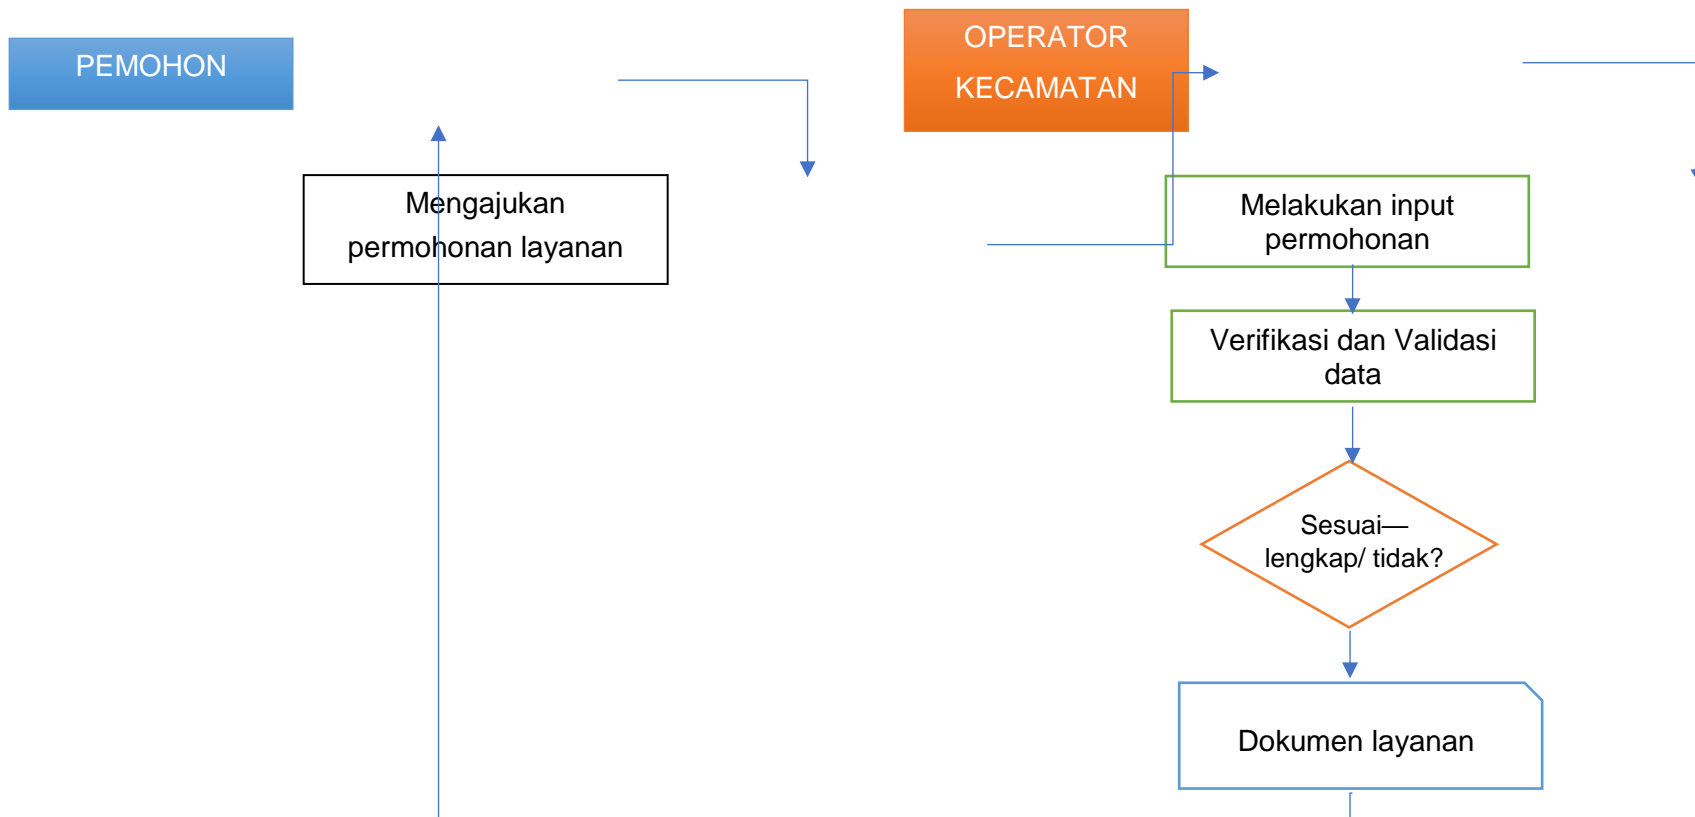 PEMOHON
OPERATOR
KECAMATAN
Mengajukan
permohonan layanan
Melakukan input
permohonan
Verifikasi dan Validasi
data
Sesuai—
lengkap/ tidak?
Dokumen layanan